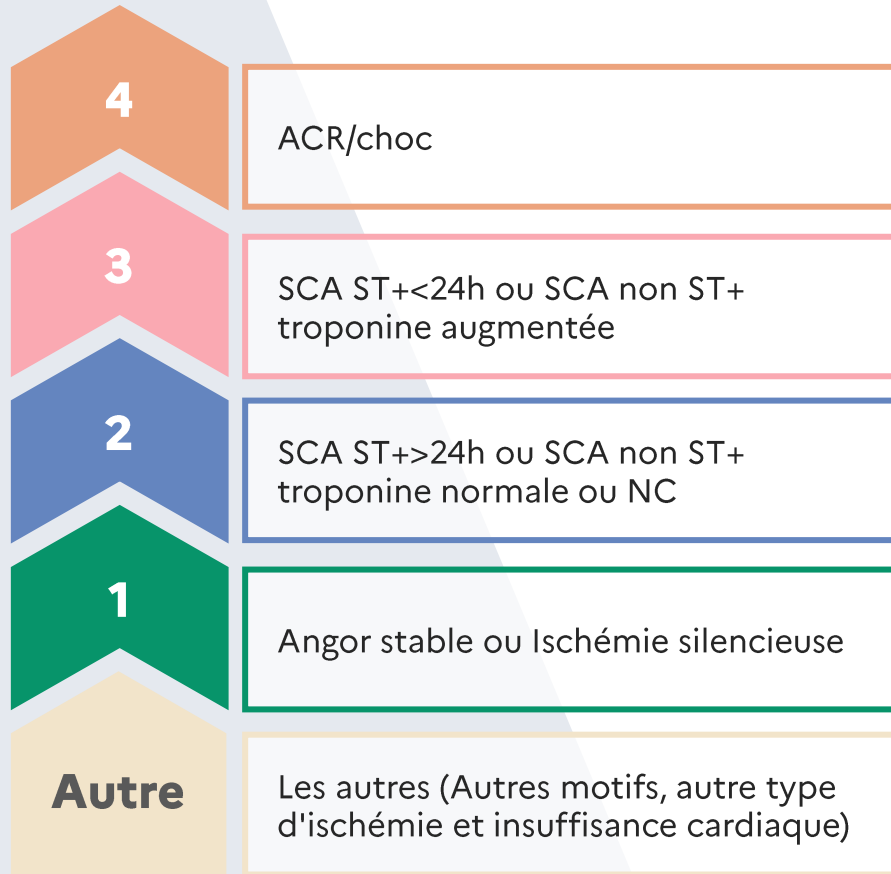 4
ACR/choc
3
SCA ST+<24h ou SCA non ST+
troponine augmentée
2
SCA ST+>24h ou SCA non ST+
troponine normale ou NC
1
Angor stable ou Ischémie silencieuse
Autre
Les autres (Autres motifs, autre type
d'ischémie et insuffisance cardiaque)